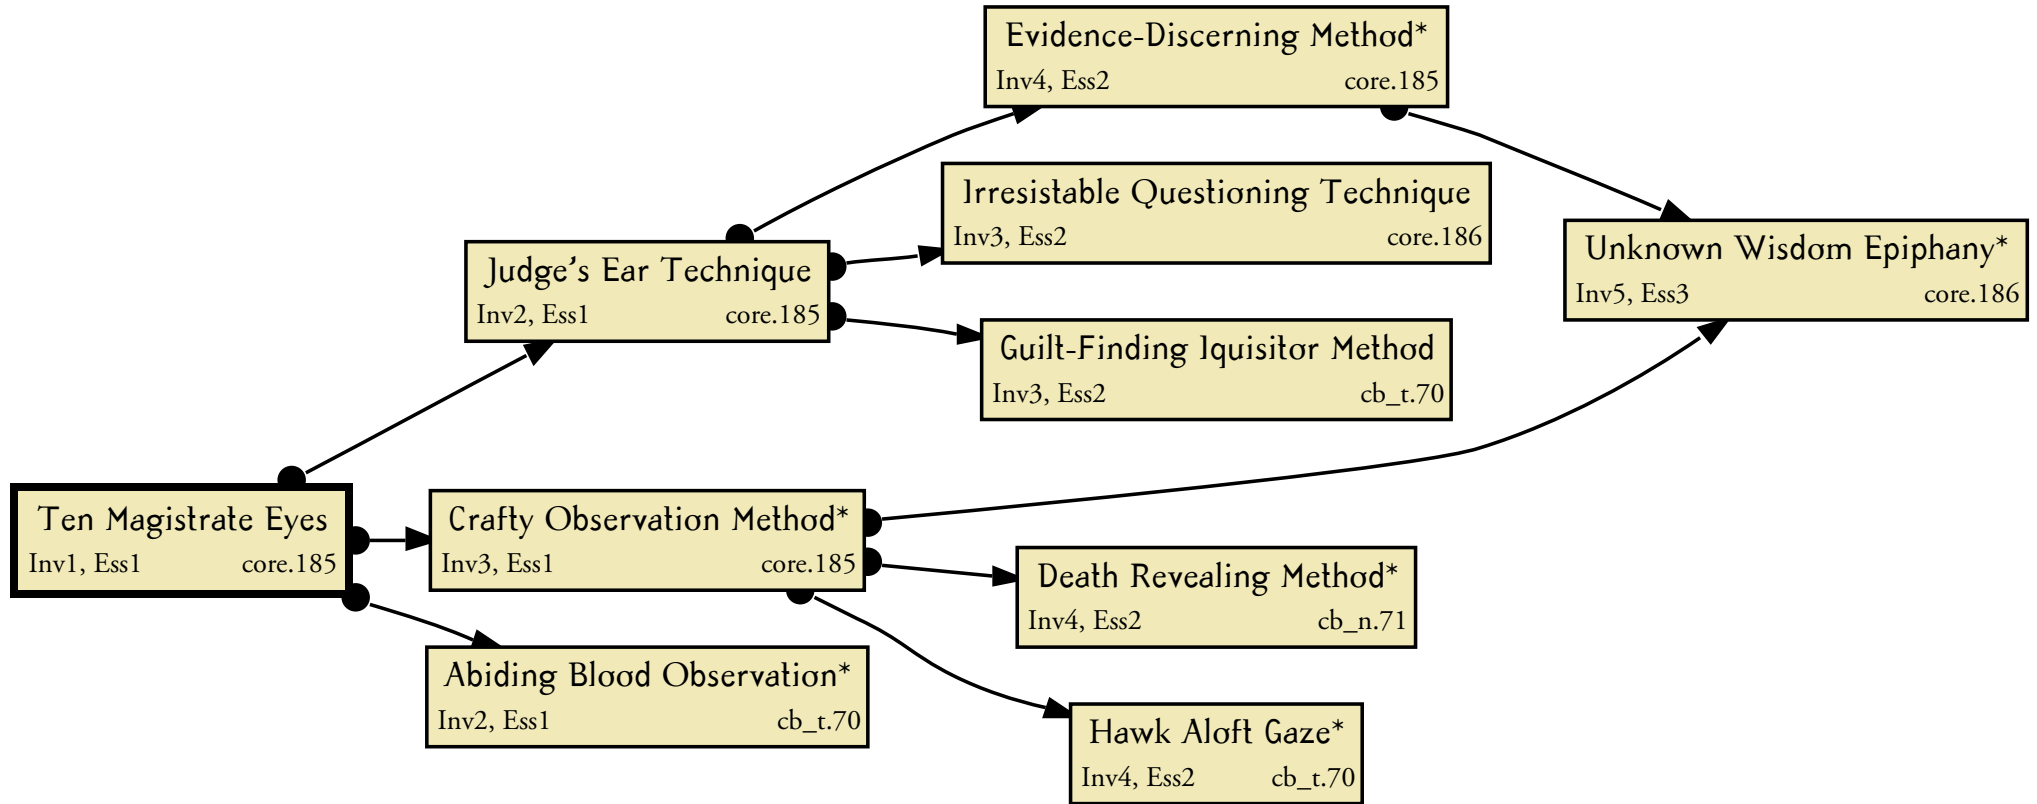 Evidence-Discerning Method*
Inv4, Ess2 core.185
Irresistable Questioning Technique
Inv3, Ess2 core.186
Unknown Wisdom Epiphany*
Inv5, Ess3 core.186
Judge's Ear Technique
Inv2, Ess1 core.185
Guilt-Finding Iquisitor Method
Inv3, Ess2 cb_t.70
Ten Magistrate Eyes
Inv1, Ess1 core.185
Crafty Observation Method*
Inv3, Ess1 core.185
Death Revealing Method*
Inv4, Ess2 cb_n.71
Abiding Blood Observation*
Inv2, Ess1 cb_t.70
Hawk Aloft Gaze*
Inv4, Ess2 cb_t.70